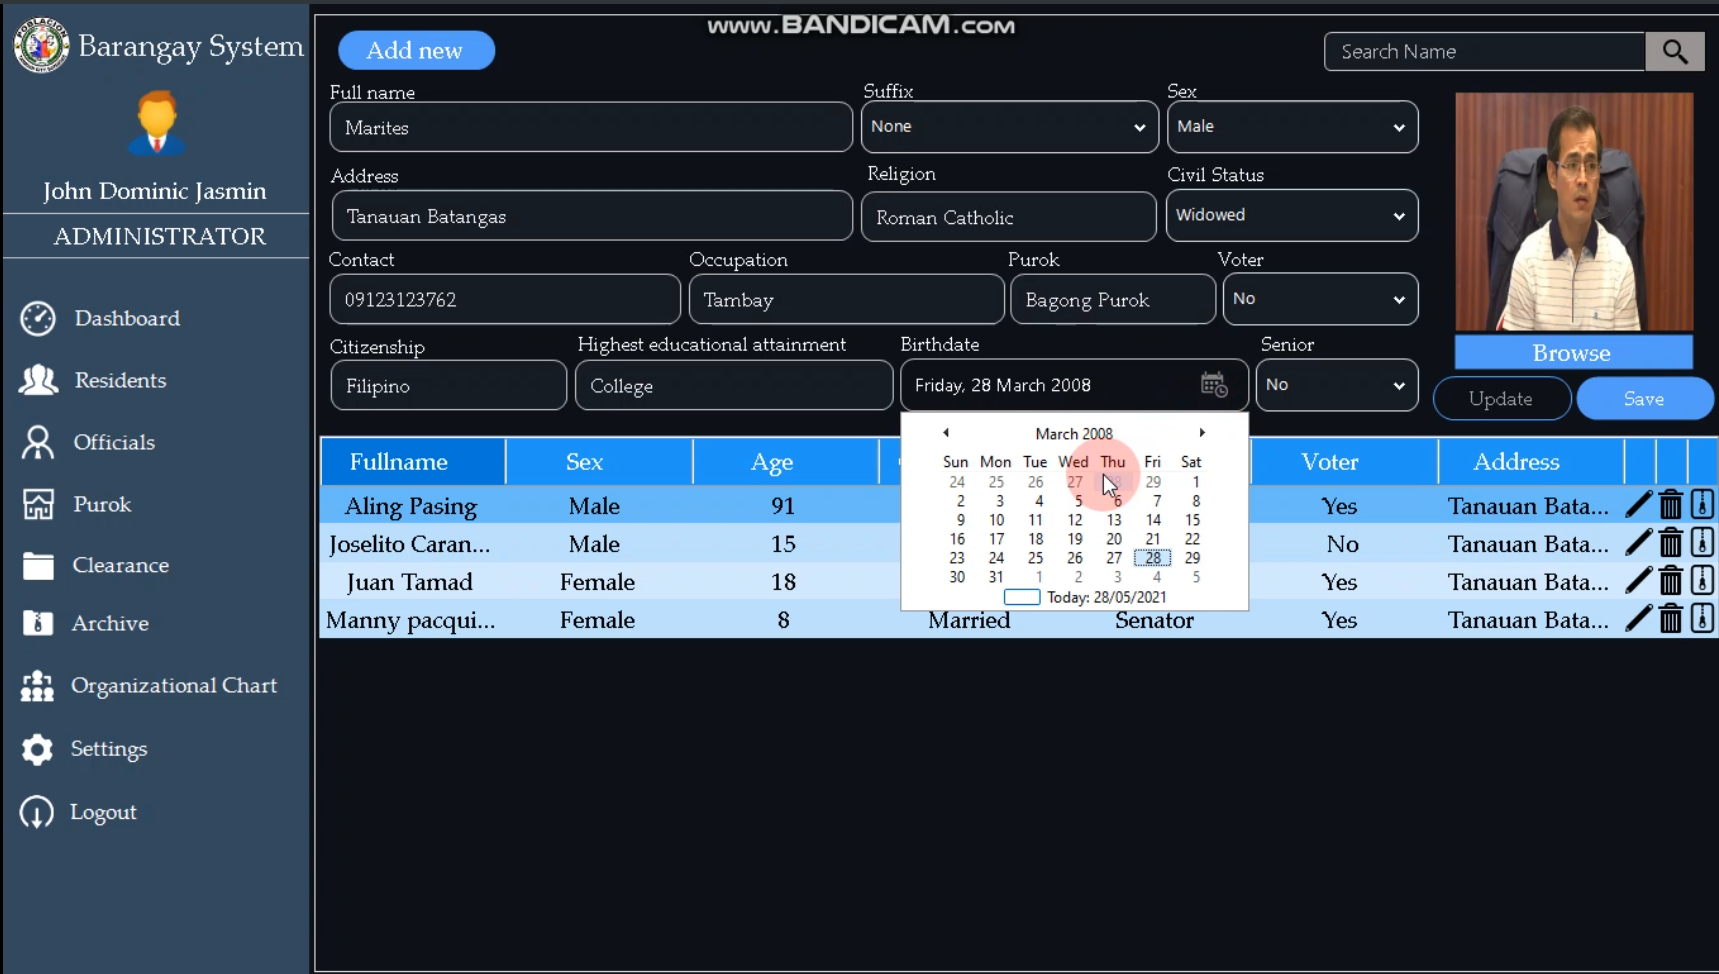 www.BANDICAM.com
Barangay System
John Dominic Jasmin
ADMINISTRATOR
Dashboard
Residents
Officials
Purok
Clearance
Archive
Organizational Chart
Settings
Logout
Add new
Search Name
Full name
Suffix
Sex
Marites
None
Male
Address
Religion
Civil Status
Tanauan Batangas
Roman Catholic
Widowed
Contact
Occupation
Purok
Voter
09123123762
Tambay
Bagong Purok
No
Citizenship
Highest educational attainment
Birthdate
Senior
Filipino
College
Friday, 28 March 2008
No
Browse
Update
Save
March 2008
Sun Mon Tue Wed Thu Fri Sat
24 25 26 27 28 29 1
2 3 4 5 6 7 8
9 10 11 12 13 14 15
16 17 18 19 20 21 22
23 24 25 26 27 28 29
30 31 1 2 3 4 5
Today: 28/05/2021
Fullname Sex Age Voter Address
Aling Pasing Male 91 Yes Tanauan Bata...
Joselito Caran... Male 15 No Tanauan Bata...
Juan Tamad Female 18 Yes Tanauan Bata...
Manny pacqui... Female 8 Married Senator Yes Tanauan Bata...